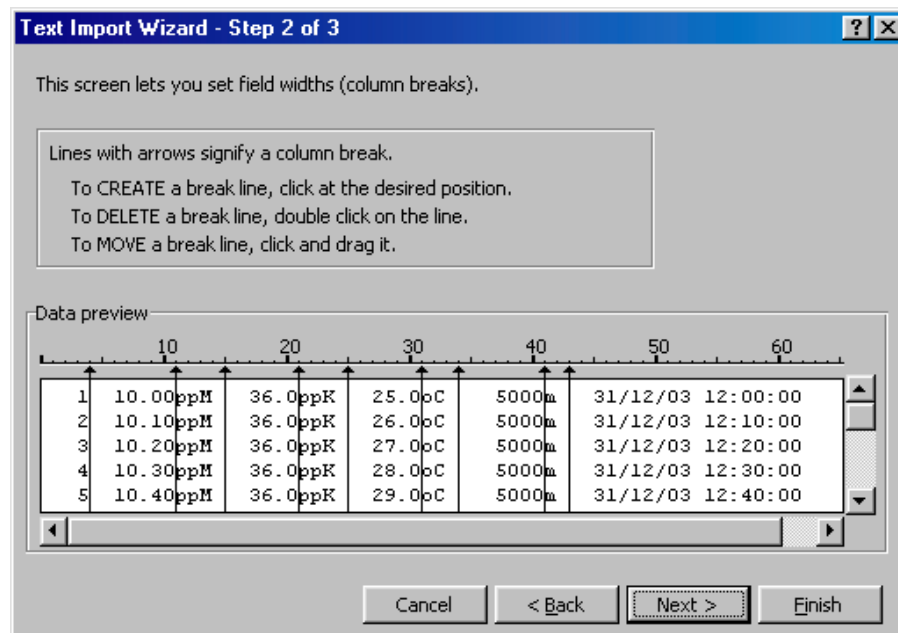 Text Import Wizard - Step 2 of 3
This screen lets you set field widths (column breaks).
Lines with arrows signify a column break.
To CREATE a break line, click at the desired position.
To DELETE a break line, double click on the line.
To MOVE a break line, click and drag it.
Data preview
10 20 30 40 50 60
1 10.00ppM 36.0ppK 25.0oC 5000m 31/12/03 12:00:00
2 10.10ppM 36.0ppK 26.0oC 5000m 31/12/03 12:10:00
3 10.20ppM 36.0ppK 27.0oC 5000m 31/12/03 12:20:00
4 10.30ppM 36.0ppK 28.0oC 5000m 31/12/03 12:30:00
5 10.40ppM 36.0ppK 29.0oC 5000m 31/12/03 12:40:00
Cancel < Back Next > Finish